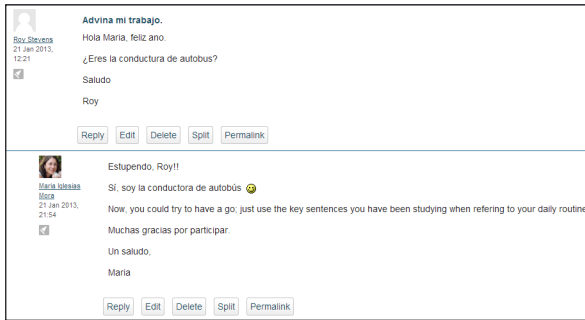 Advina mi trabajo.
Roy Stevens
21 Jan 2013,
12:21
Hola Maria, feliz ano.
¿Eres la conductura de autobus?
Saludo
Roy
Reply Edit Delete Split Permalink
Maria Iglesias
Mora
21 Jan 2013,
21:54
Estupendo, Roy!!
Sí, soy la conductora de autobús
Now, you could try to have a go; just use the key sentences you have been studying when refering to your daily routine
Muchas gracias por participar.
Un saludo,
Maria
Reply Edit Delete Split Permalink